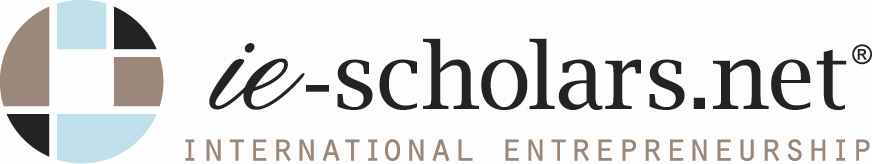 ie-scholars.net®
INTERNATIONAL ENTREPRENEURSHIP